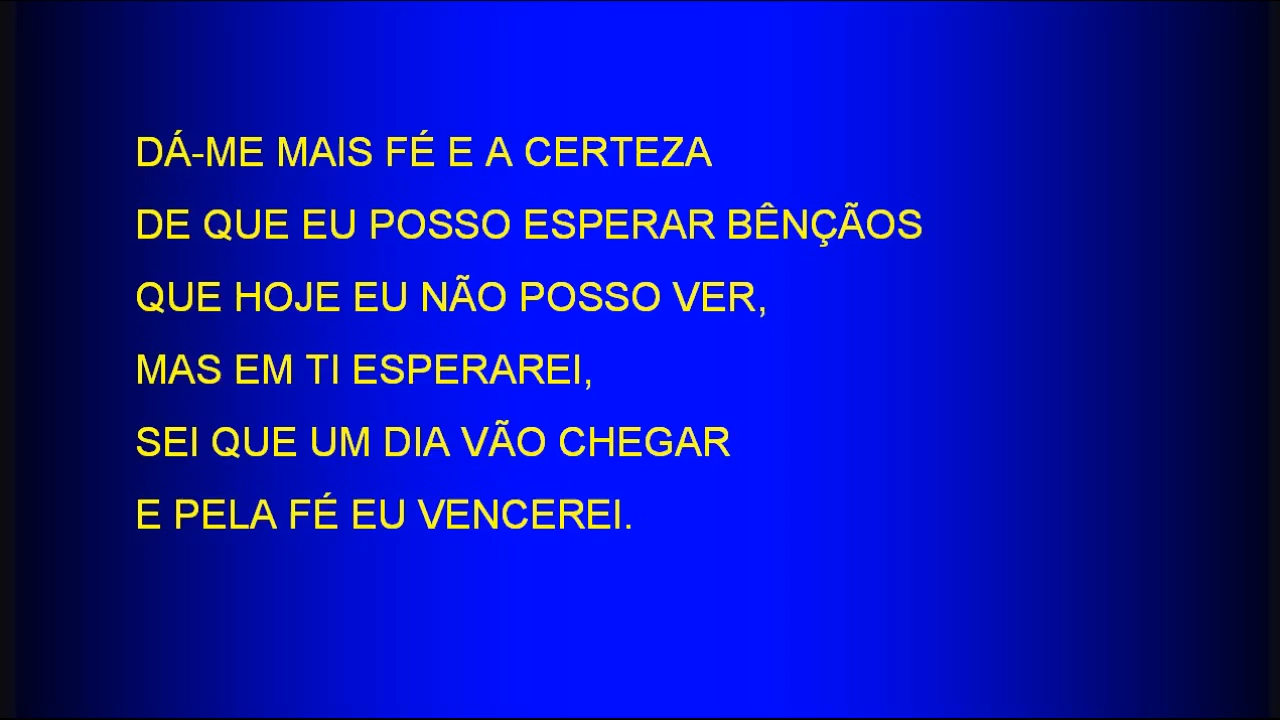 DÁ-ME MAIS FÉ E A CERTEZA
DE QUE EU POSSO ESPERAR BÊNÇÃOS
QUE HOJE EU NÃO POSSO VER,
MAS EM TI ESPERAREI,
SEI QUE UM DIA VÃO CHEGAR
E PELA FÉ EU VENCEREI.